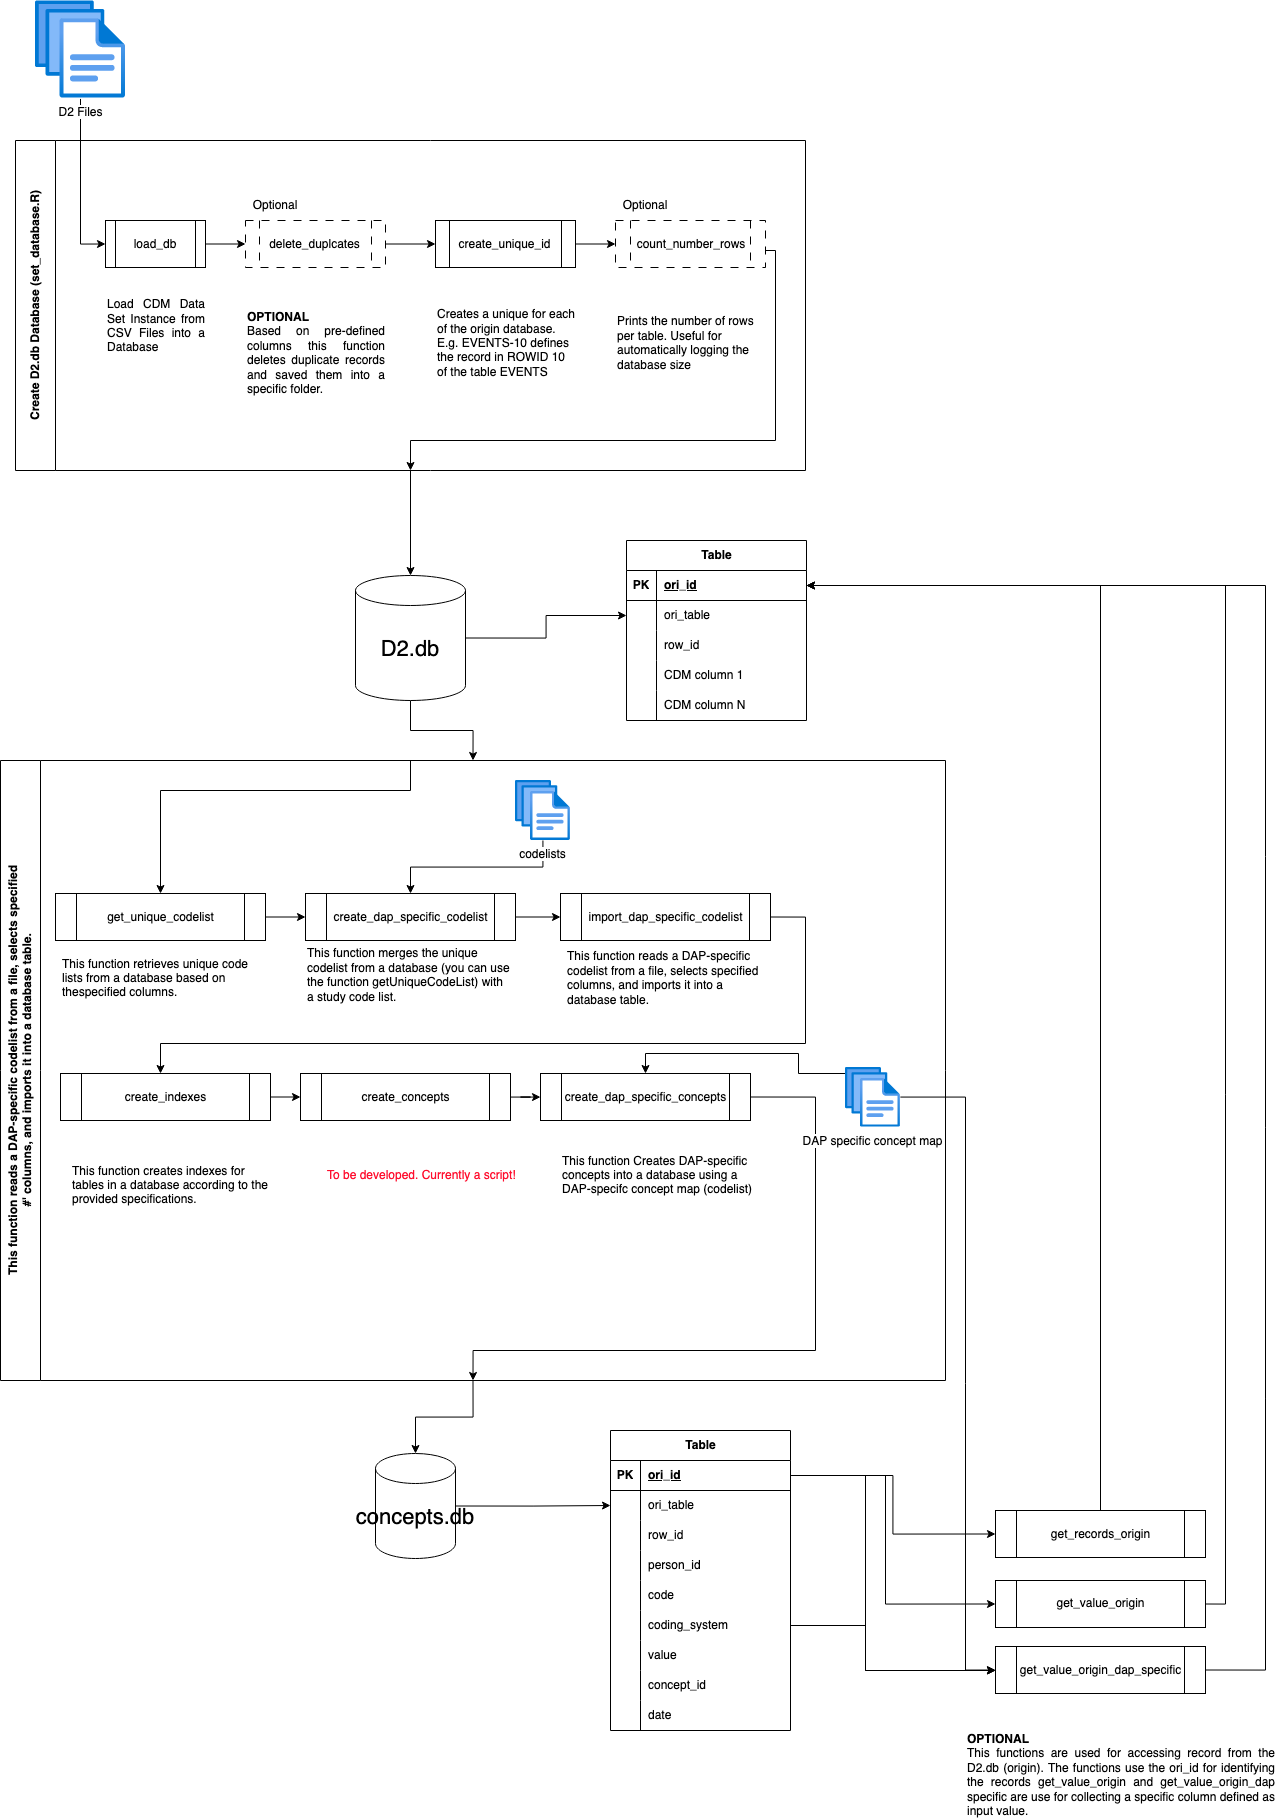 D2 Files
Create D2.db Database (set_database.R)
Optional
Optional
load_db
delete_duplcates
create_unique_id
count_number_rows
Load CDM Data
Set Instance from
CSV Files into a
Database
OPTIONAL
Based on pre-defined
columns this function
deletes duplicate records
and saved them into a
specific folder.
Creates a unique for each
of the origin database.
E.g. EVENTS-10 defines
the record in ROWID 10
of the table EVENTS
Prints the number of rows
per table. Useful for
automatically logging the
database size
D2.db
Table
PK ori_id
ori_table
row_id
CDM column 1
CDM column N
This function reads a DAP-specific codelist from a file, selects specified
#' columns, and imports it into a database table.
codelists
get_unique_codelist
create_dap_specific_codelist
import_dap_specific_codelist
This function retrieves unique code
lists from a database based on
thespecified columns.
This function merges the unique
codelist from a database (you can use
the function getUniqueCodeList) with
a study code list.
This function reads a DAP-specific
codelist from a file, selects specified
columns, and imports it into a
database table.
create_indexes
create_concepts
create_dap_specific_concepts
DAP specific concept map
This function creates indexes for
tables in a database according to the
provided specifications.
To be developed. Currently a script!
This function Creates DAP-specific
concepts into a database using a
DAP-specifc concept map (codelist)
concepts.db
Table
PK ori_id
ori_table
row_id
person_id
code
coding_system
value
concept_id
date
get_records_origin
get_value_origin
get_value_origin_dap_specific
OPTIONAL
This functions are used for accessing record from the
D2.db (origin). The functions use the ori_id for identifying
the records get_value_origin and get_value_origin_dap
specific are use for collecting a specific column defined as
input value.